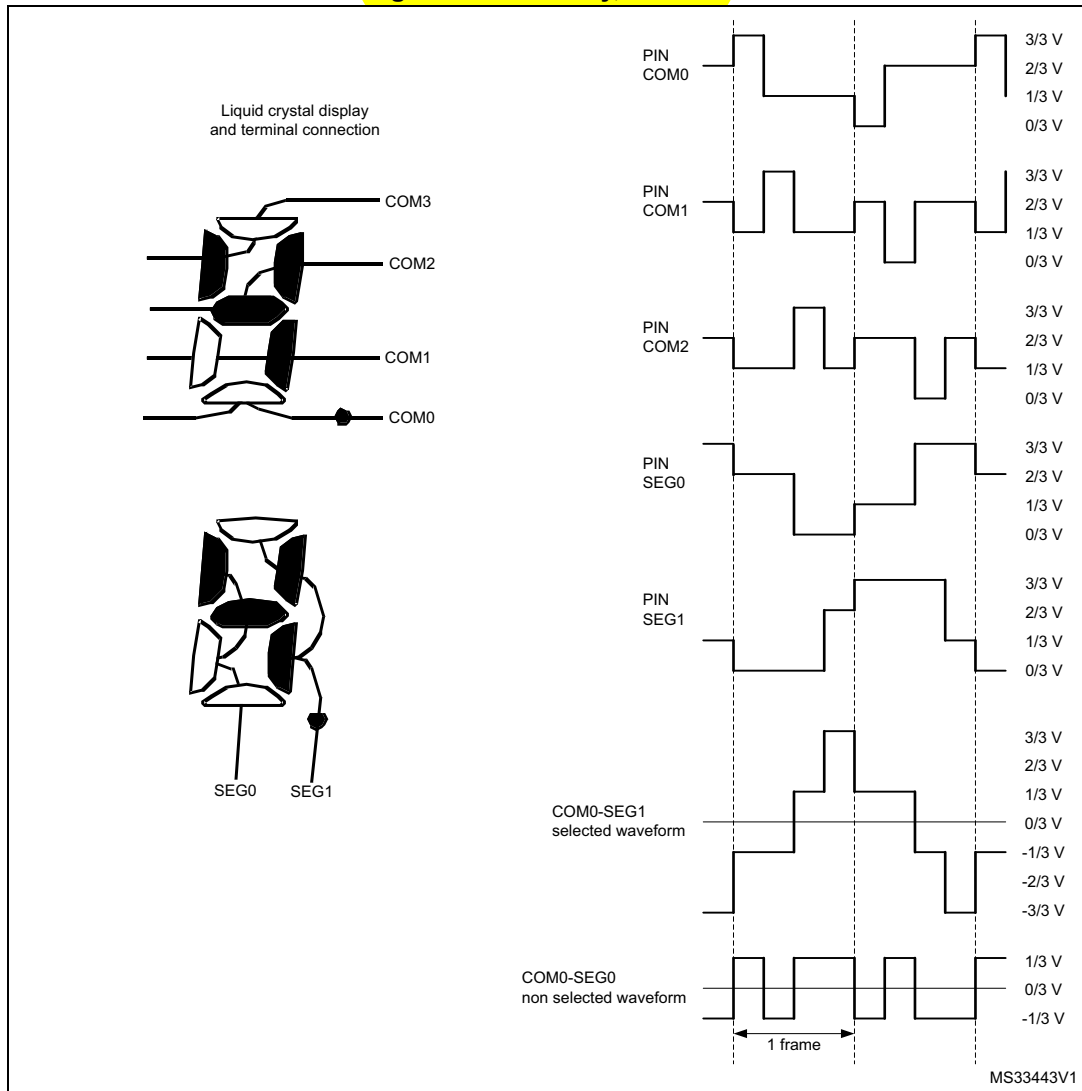 Liquid crystal display
and terminal connection
COM3
COM2
COM1
COM0
SEG0 SEG1
PIN
COM0
3/3 V
2/3 V
1/3 V
0/3 V
PIN
COM1
3/3 V
2/3 V
1/3 V
0/3 V
PIN
COM2
3/3 V
2/3 V
1/3 V
0/3 V
PIN
SEG0
3/3 V
2/3 V
1/3 V
0/3 V
PIN
SEG1
3/3 V
2/3 V
1/3 V
0/3 V
COM0-SEG1
selected waveform
3/3 V
2/3 V
1/3 V
0/3 V
-1/3 V
-2/3 V
-3/3 V
COM0-SEG0
non selected waveform
1/3 V
0/3 V
-1/3 V
1 frame
MS33443V1